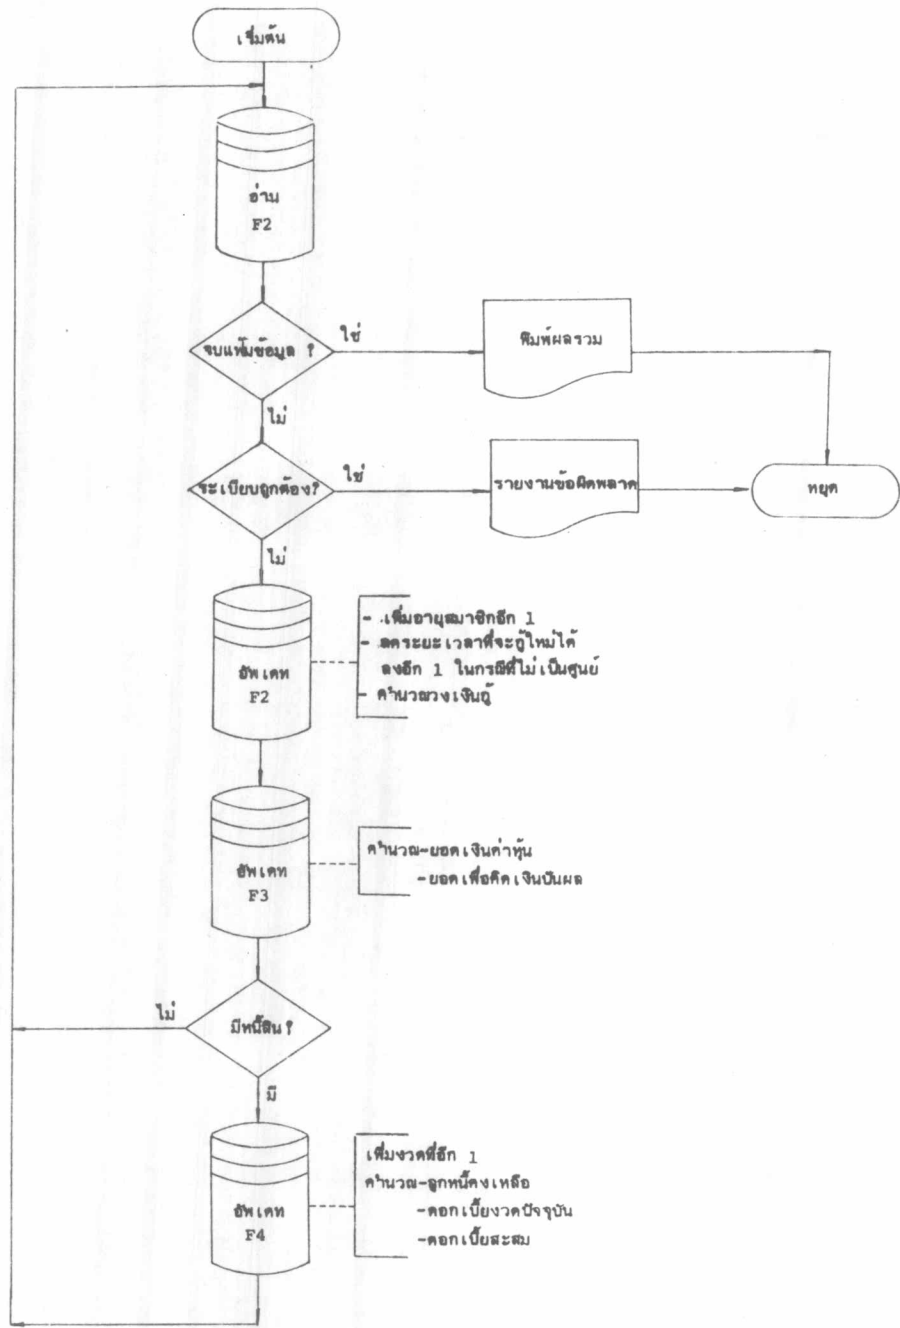 เริ่มต้น
อ่าน
F2
จบแฟ้มข้อมูล ?
ใช่
พิมพ์ผลรวม
ไม่
ระเบียบถูกต้อง?
ใช่
รายงานข้อผิดพลาด
หยุด
ไม่
อัพเดท
F2
- เพิ่มอายุสมาชิกอีก 1
- ลดระยะเวลาที่จะกู้ใหม่ได้
ลงอีก 1 ในกรณีที่ไม่เป็นศูนย์
- คำนวณวงเงินกู้
อัพเดท
F3
คำนวณ-ยอดเงินค่าหุ้น
-ยอดเพื่อคิดเงินปันผล
ไม่
มีหนี้สิน?
มี
อัพเดท
F4
เพิ่มงวดที่อีก 1
คำนวณ-ลูกหนี้คงเหลือ
-ดอกเบี้ยงวดปัจจุบัน
-ดอกเบี้ยสะสม